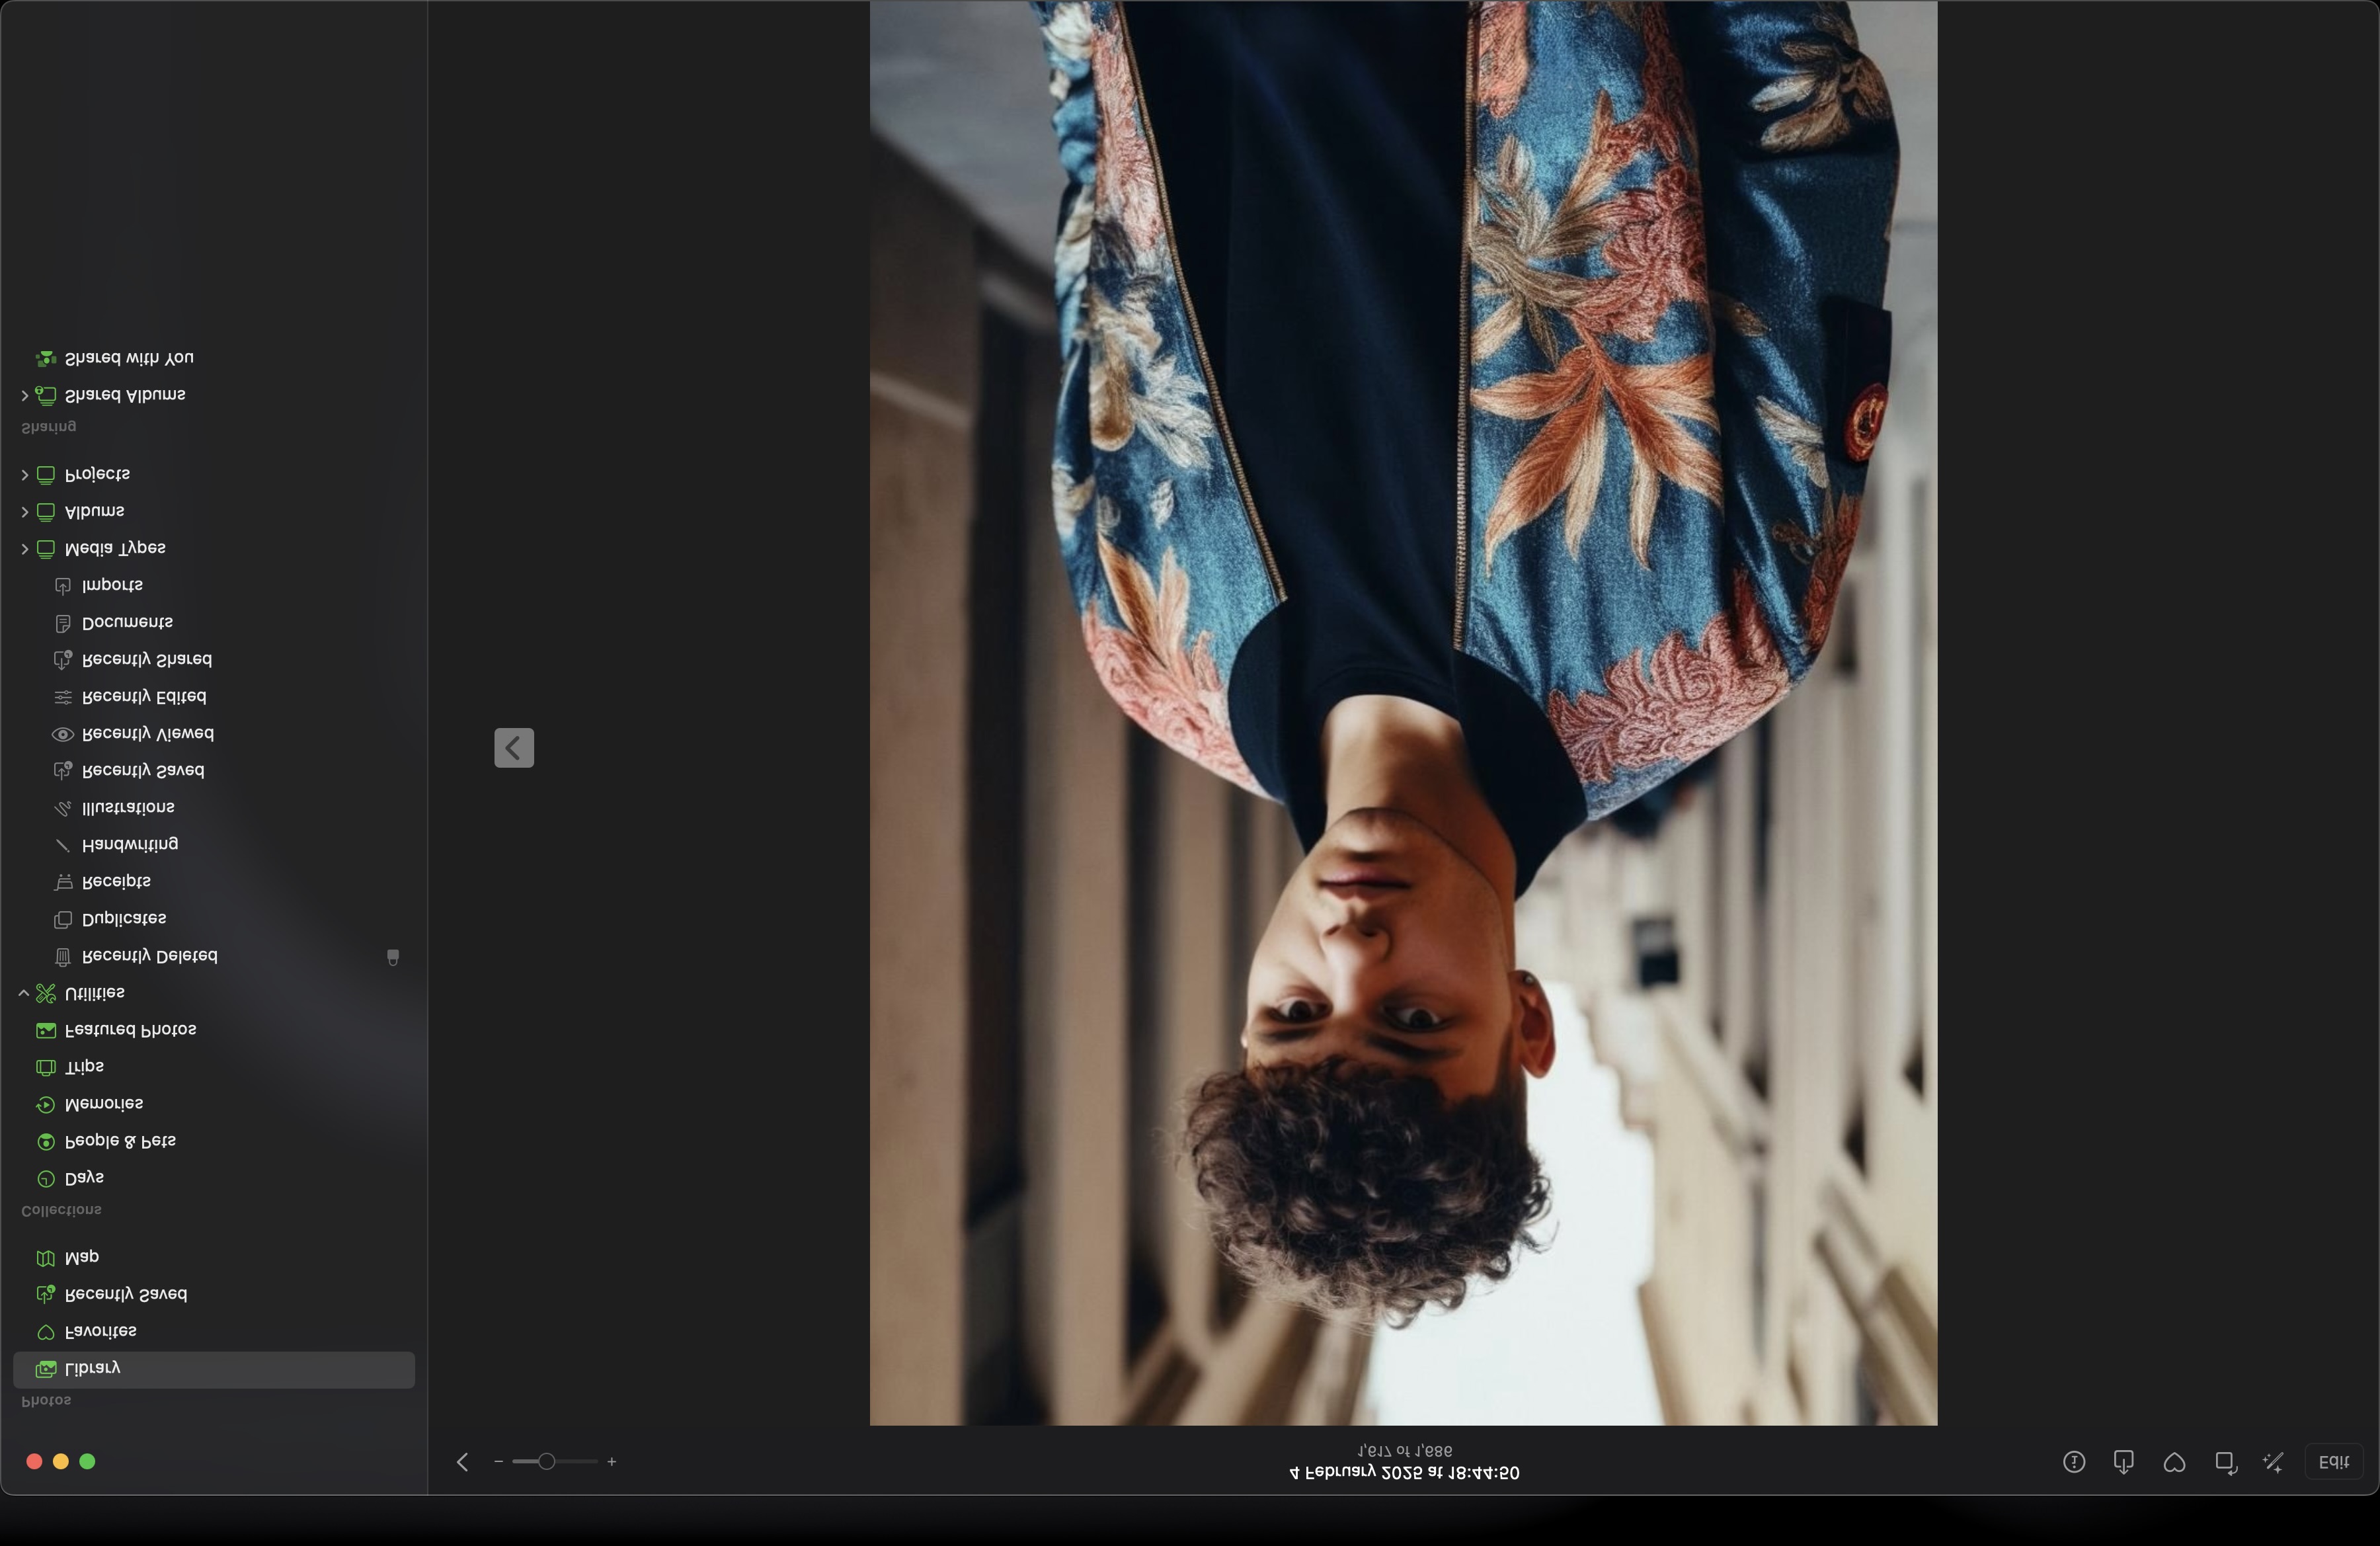 4 February 2025 at 18:44:50
1,617 of 1,686
Edit
Photos
Library
Favorites
Recently Saved
Map
Collections
Days
People & Pets
Memories
Trips
Featured Photos
Utilities
Recently Deleted
Duplicates
Receipts
Handwriting
Illustrations
Recently Saved
Recently Viewed
Recently Edited
Recently Shared
Documents
Imports
Media Types
Albums
Projects
Sharing
Shared Albums
Shared with You